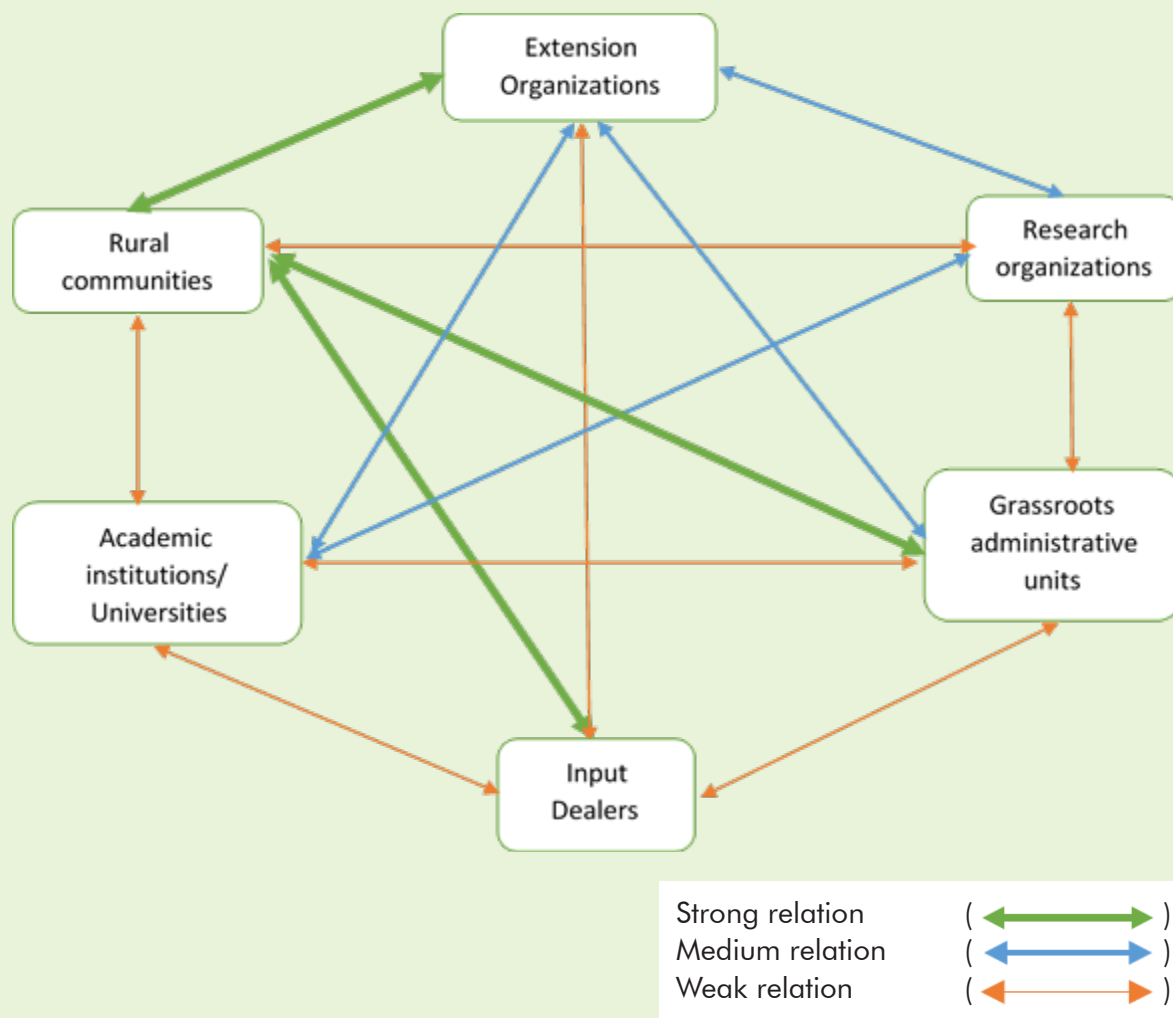 Extension
Organizations
Rural
communities
Research
organizations
Academic
institutions/
Universities
Grassroots
administrative
units
Input
Dealers
Strong relation ( )
Medium relation ( )
Weak relation ( )